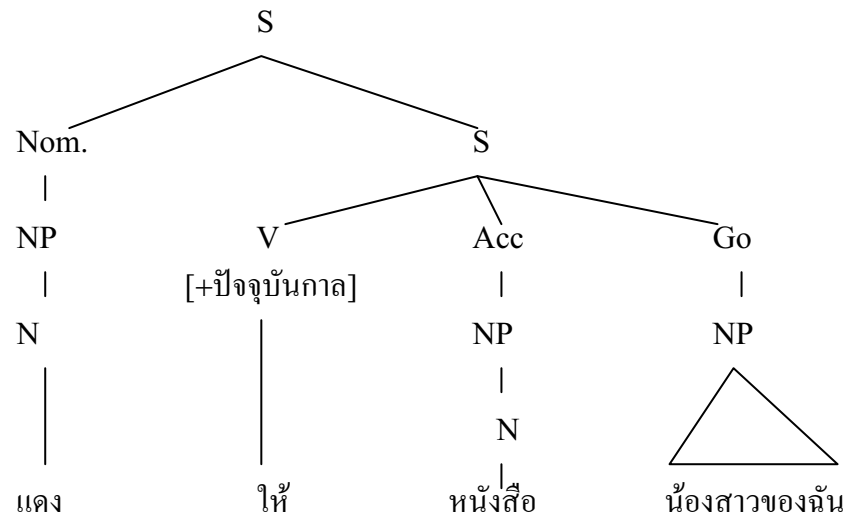 S
Nom. S
NP V Acc Go
[+ปัจจุบันกาล]
N NP NP
N
แดง ให้ หนังสือ น้องสาวของฉัน